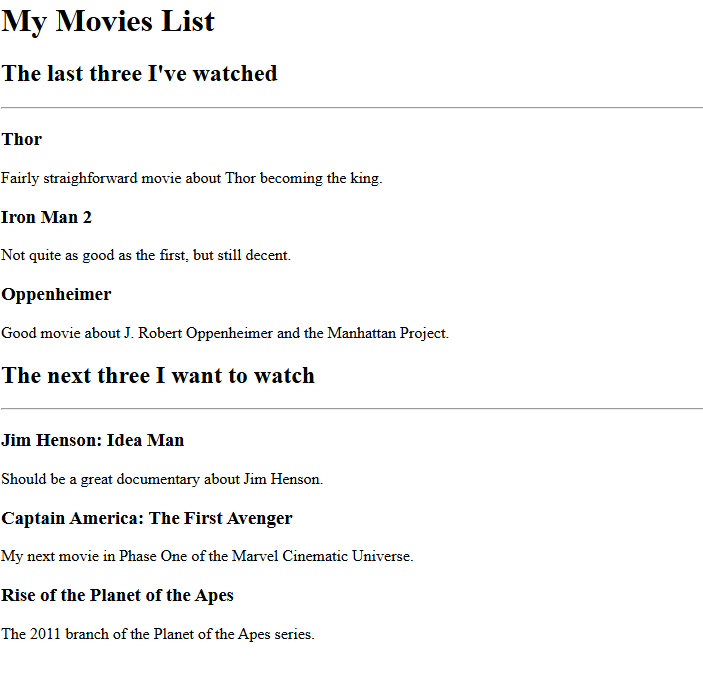 My Movies List
The last three I've watched
Thor
Fairly straighforward movie about Thor becoming the king.
Iron Man 2
Not quite as good as the first, but still decent.
Oppenheimer
Good movie about J. Robert Oppenheimer and the Manhattan Project.
The next three I want to watch
Jim Henson: Idea Man
Should be a great documentary about Jim Henson.
Captain America: The First Avenger
My next movie in Phase One of the Marvel Cinematic Universe.
Rise of the Planet of the Apes
The 2011 branch of the Planet of the Apes series.